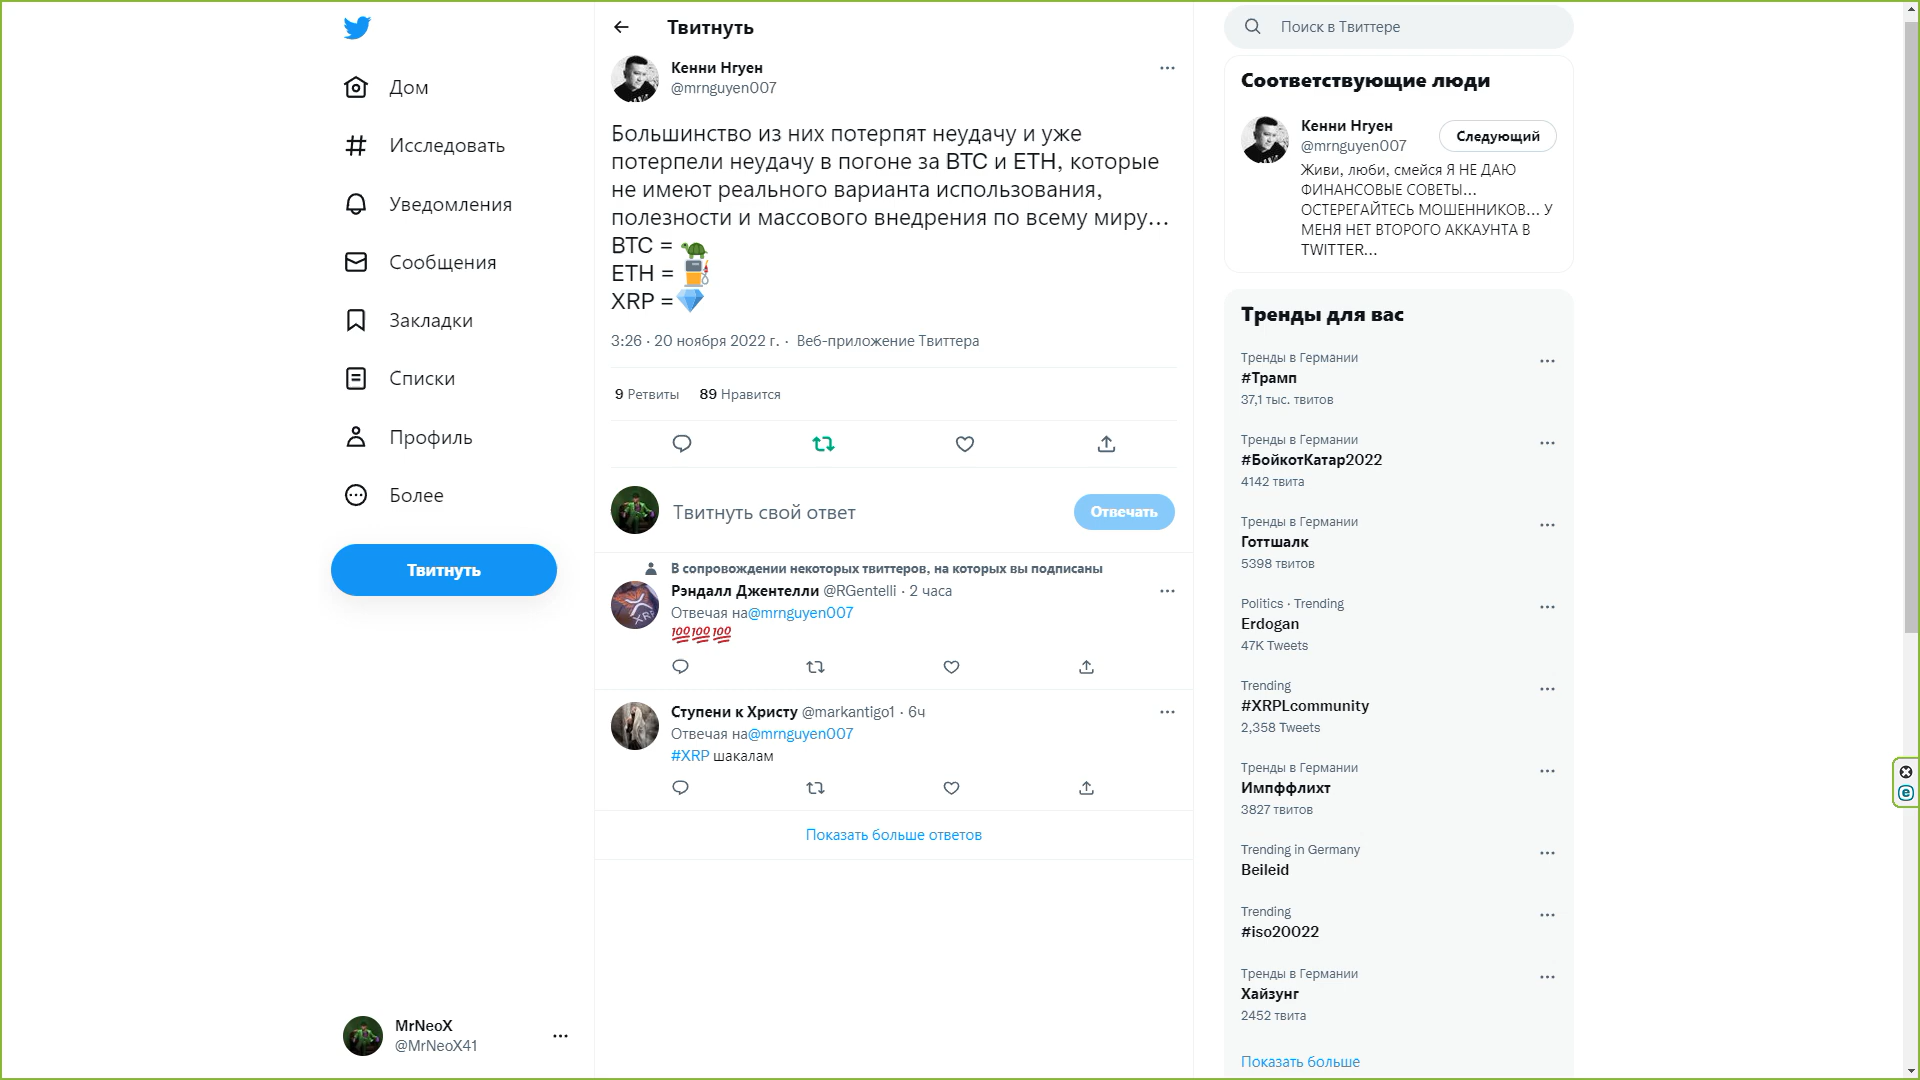 Дом
Исследовать
Уведомления
Сообщения
Закладки
Списки
Профиль
Более
Твитнуть
MrNeoX
@MrNeoX41
Твитнуть
Кенни Нгуен
@mrnguyen007
Большинство из них потерпят неудачу и уже
потерпели неудачу в погоне за BTC и ETH, которые
не имеют реального варианта использования,
полезности и массового внедрения по всему миру…
BTC = 🐢
ETH = ⛽
XRP =💎
3:26 · 20 ноября 2022 г. · Веб-приложение Твиттера
9 Ретвиты 89 Нравится
Твитнуть свой ответ
Отвечать
В сопровождении некоторых твиттеров, на которых вы подписаны
Рэндалл Джентелли @RGentelli · 2 часа
Отвечая на@mrnguyen007
💯💯💯
Ступени к Христу @markantigo1 · 6ч
Отвечая на@mrnguyen007
#XRP шакалам
Показать больше ответов
Поиск в Твиттере
Соответствующие люди
Кенни Нгуен
@mrnguyen007
Следующий
Живи, люби, смейся Я НЕ ДАЮ
ФИНАНСОВЫЕ СОВЕТЫ…
ОСТЕРЕГАЙТЕСЬ МОШЕННИКОВ… У
МЕНЯ НЕТ ВТОРОГО АККАУНТА В
TWITTER…
Тренды для вас
Тренды в Германии
#Трамп
37,1 тыс. твитов
Тренды в Германии
#БойкотКатар2022
4142 твита
Тренды в Германии
Готтшалк
5398 твитов
Politics · Trending
Erdogan
47K Tweets
Trending
#XRPLcommunity
2,358 Tweets
Тренды в Германии
Импффлихт
3827 твитов
Trending in Germany
Beileid
Trending
#iso20022
Тренды в Германии
Хайзунг
2452 твита
Показать больше